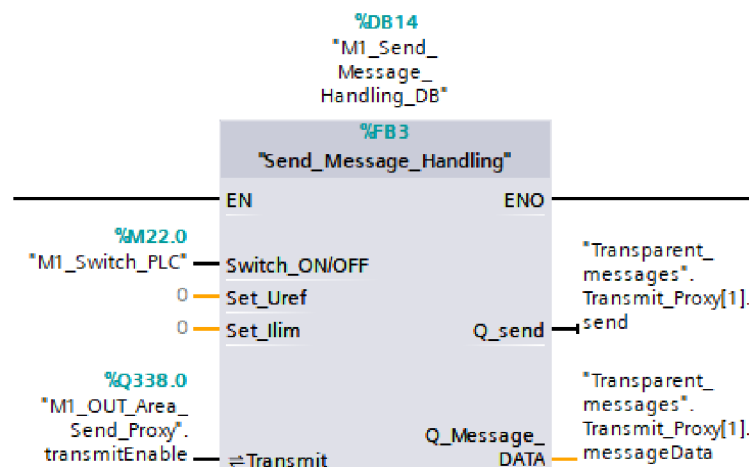 %DB14
"M1_Send_
Message_
Handling_DB"
%FB3
"Send_Message_Handling"
EN
ENO
%M22.0
"M1_Switch_PLC"
Switch_ON/OFF
0
Set_Uref
0
Set_Ilim
Q_send
"Transparent_
messages".
Transmit_Proxy[1].
send
%Q338.0
"M1_OUT_Area_
Send_Proxy".
transmitEnable
⇌Transmit
Q_Message_
DATA
"Transparent_
messages".
Transmit_Proxy[1].
messageData